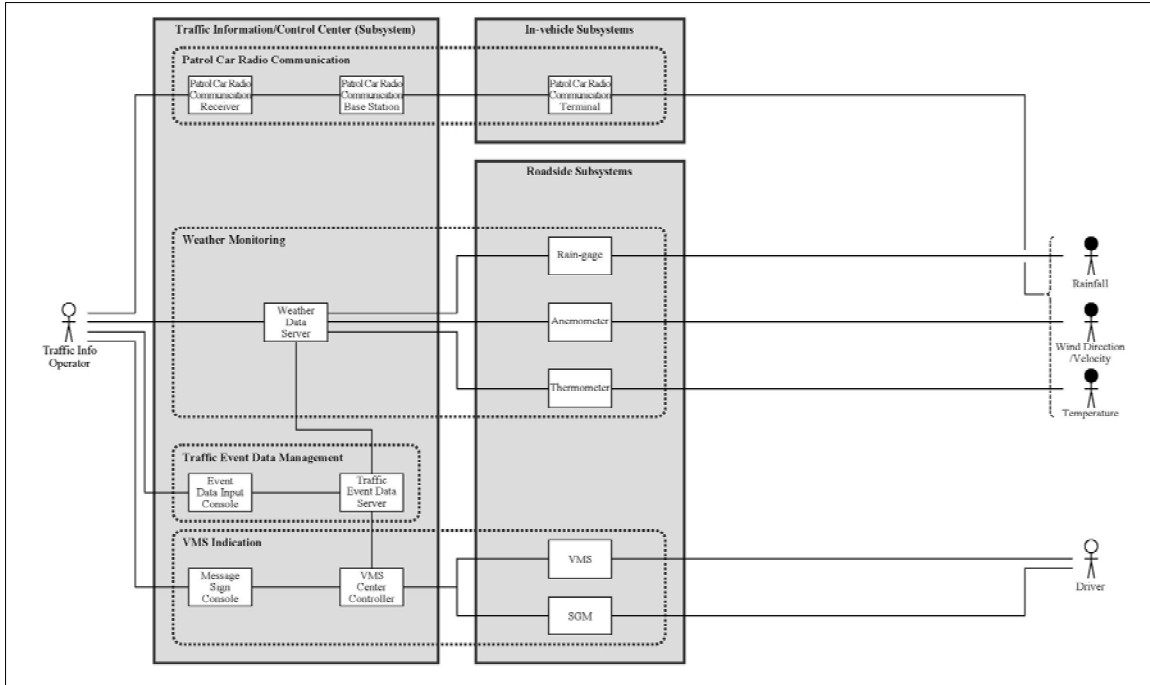 Traffic Information/Control Center (Subsystem)
In-vehicle Subsystems
Patrol Car Radio Communication
Patrol Car Radio
Communication
Receiver
Patrol Car Radio
Communication
Base Station
Patrol Car Radio
Communication
Terminal
Roadside Subsystems
Weather Monitoring
Rain-gage
Rainfall
Weather
Data
Server
Anemometer
Traffic Info
Operator
Wind Direction
/Velocity
Thermometer
Temperature
Traffic Event Data Management
Event
Data Input
Console
Traffic
Event Data
Server
VMS Indication
VMS
Message
Sign
Console
VMS
Center
Controller
Driver
SGM